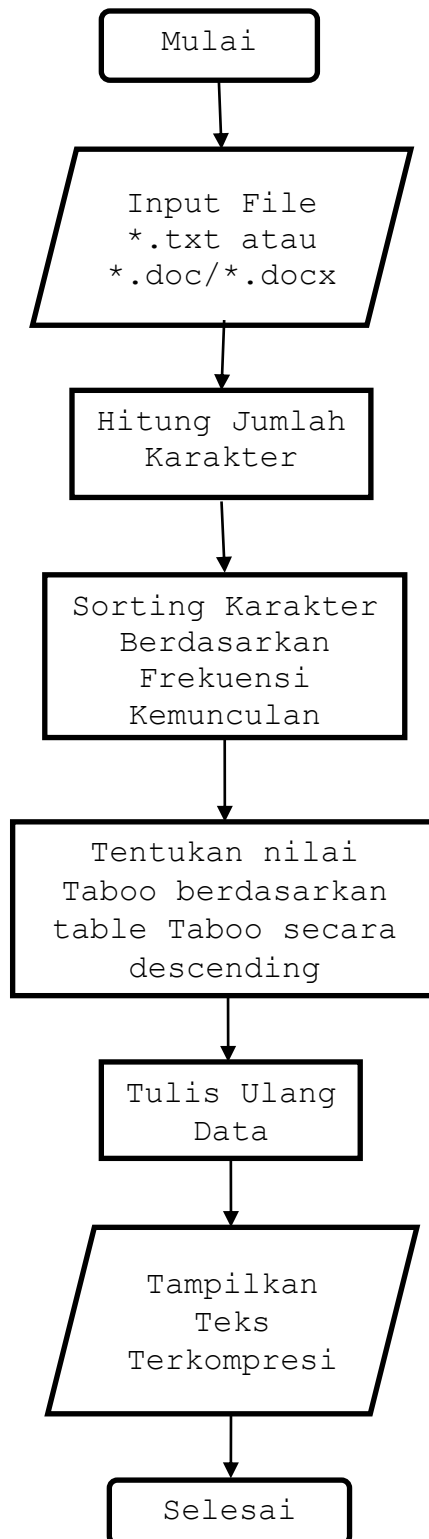 Mulai
Input File
*.txt atau
*.doc/*.docx
Hitung Jumlah
Karakter
Sorting Karakter
Berdasarkan
Frekuensi
Kemunculan
Tentukan nilai
Taboo berdasarkan
table Taboo secara
descending
Tulis Ulang
Data
Tampilkan
Teks
Terkompresi
Selesai